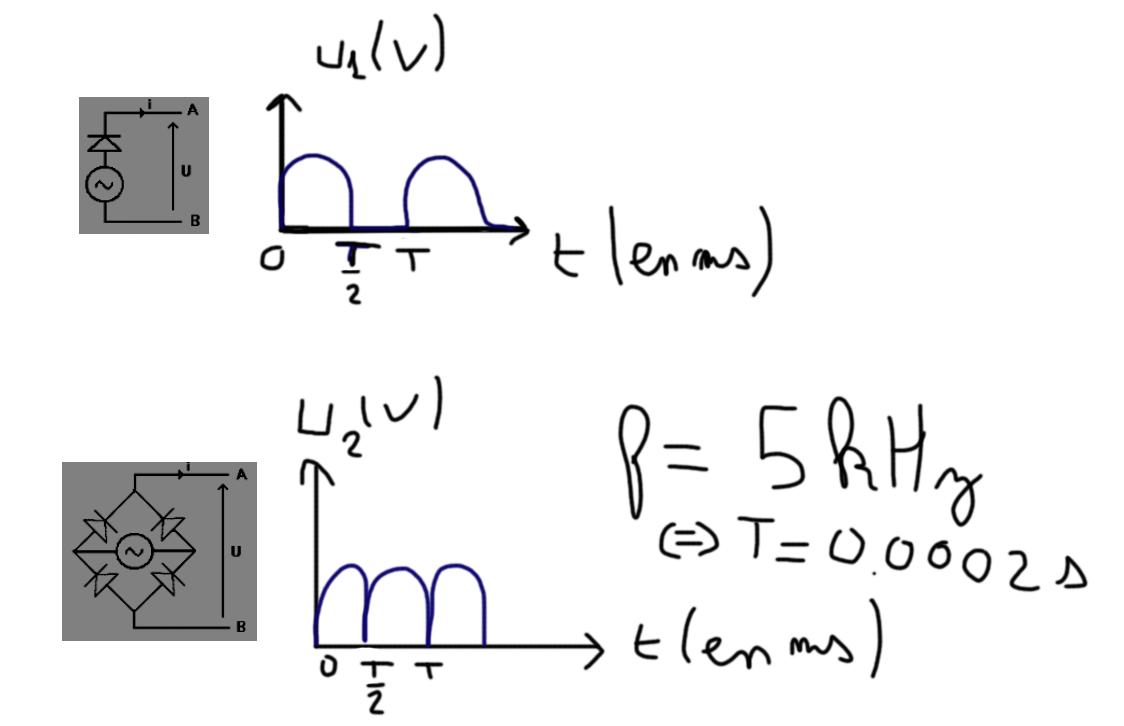 u₁(V)
i
A
U
B
0 T/2 T
t (en ms)
u₂(V)
i
A
U
B
f = 5 kHz
⇔ T = 0.0002 s
0 T/2 T
t (en ms)